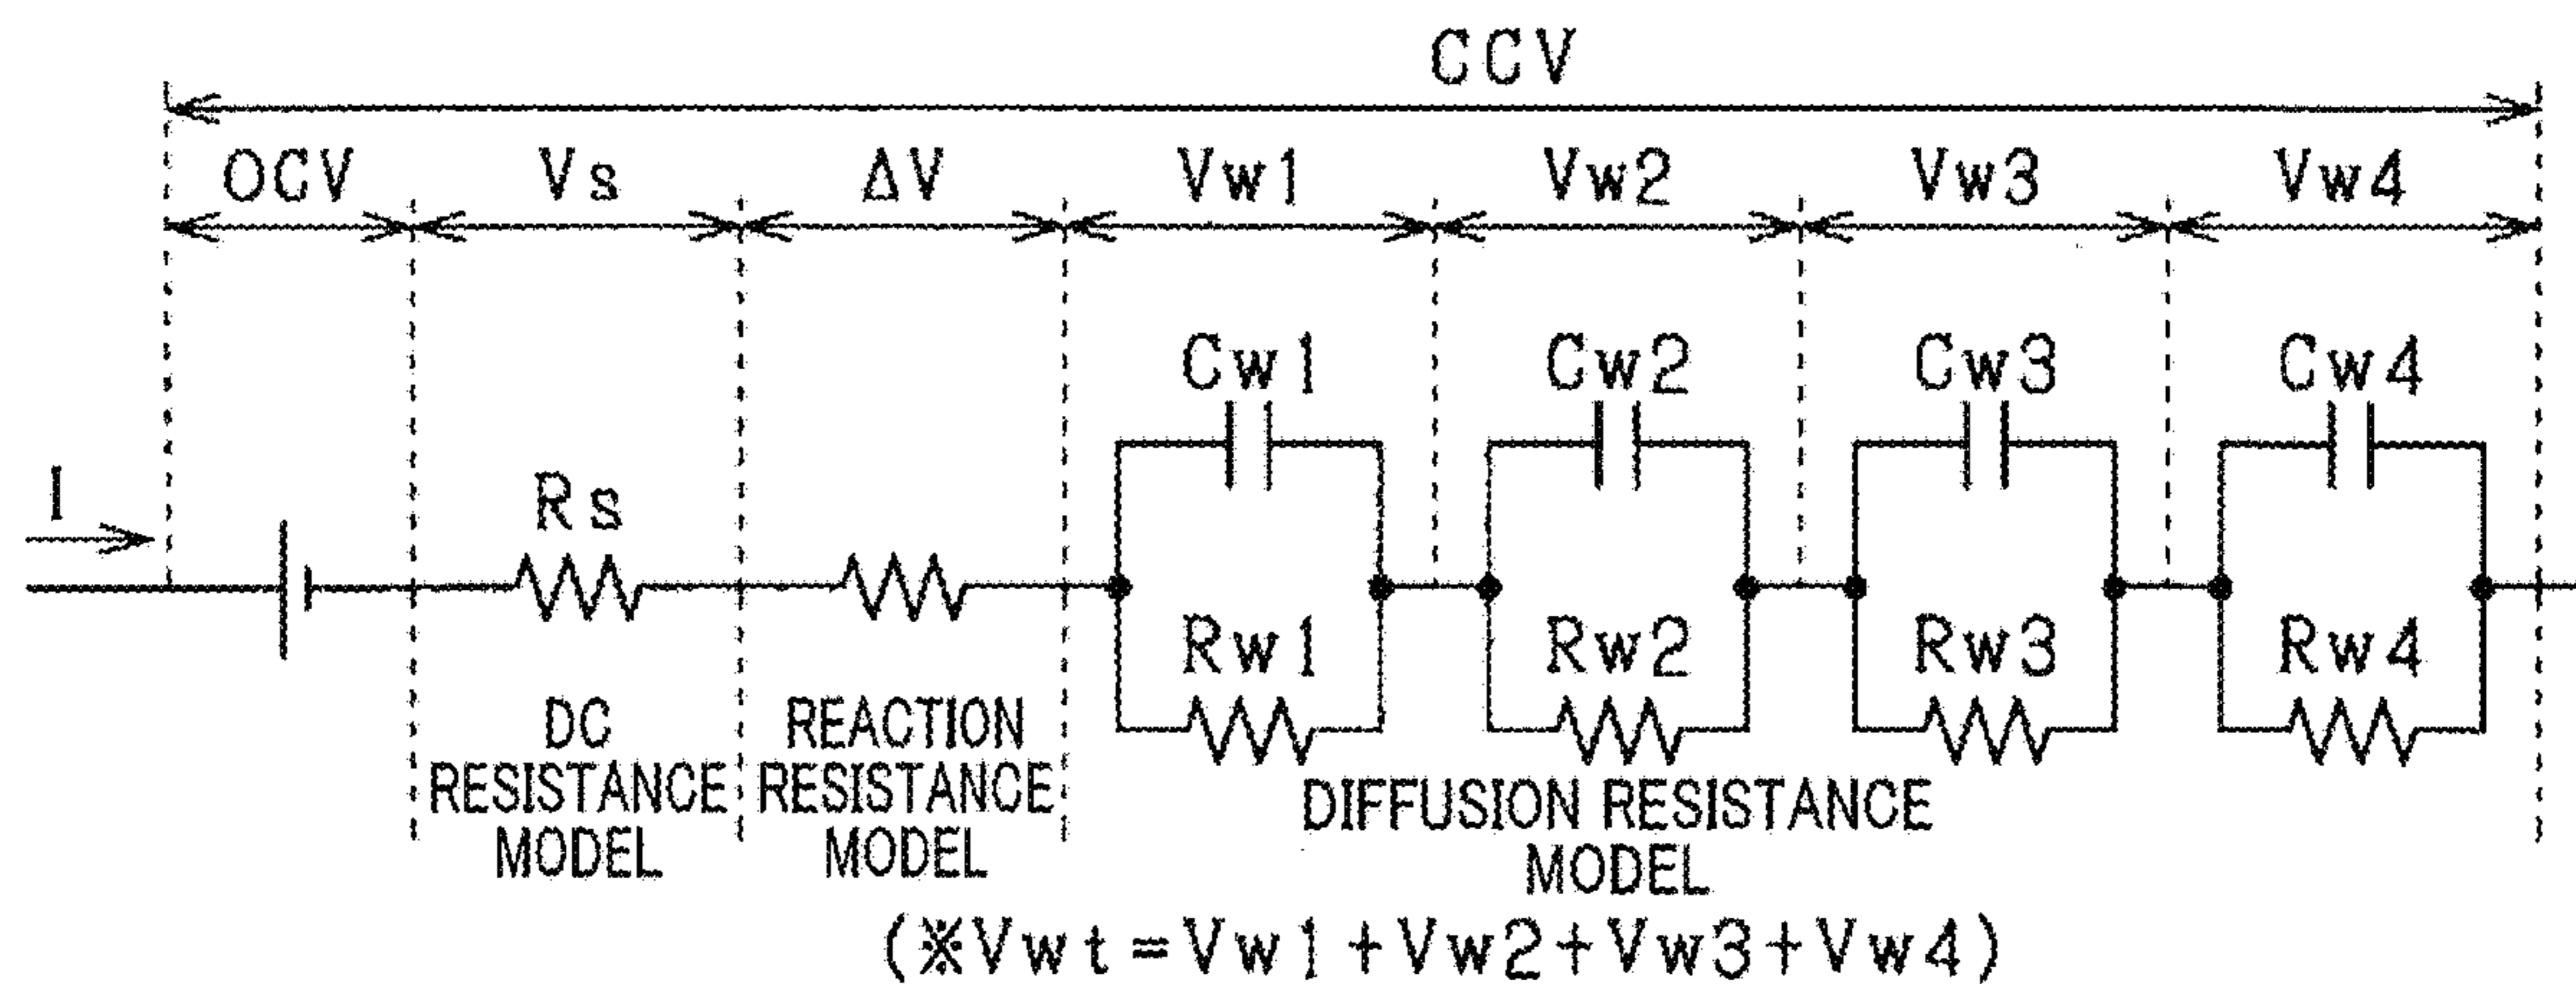 CCV
OCV Vs ΔV Vw1 Vw2 Vw3 Vw4
Cw1 Cw2 Cw3 Cw4
I
Rs
Rw1 Rw2 Rw3 Rw4
DC
RESISTANCE
MODEL
REACTION
RESISTANCE
MODEL
DIFFUSION RESISTANCE
MODEL
(※Vwt=Vw1+Vw2+Vw3+Vw4)